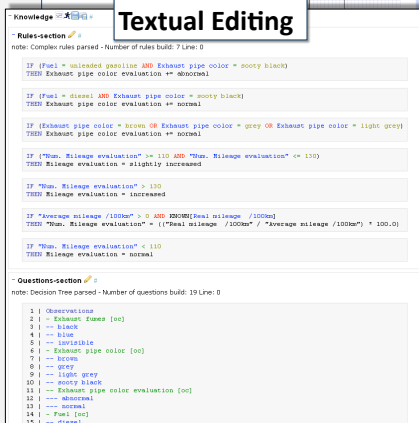 Textual Editing
Knowledge
Rules-section
note: Complex rules parsed - Number of rules build: 7 Line: 0
IF (Fuel = unleaded gasoline AND Exhaust pipe color = sooty black)
THEN Exhaust pipe color evaluation += abnormal
IF (Fuel = diesel AND Exhaust pipe color = sooty black)
THEN Exhaust pipe color evaluation += normal
IF (Exhaust pipe color = brown OR Exhaust pipe color = grey OR Exhaust pipe color = light grey)
THEN Exhaust pipe color evaluation += normal
IF ("Num. Mileage evaluation" >= 110 AND "Num. Mileage evaluation" <= 130)
THEN Mileage evaluation = slightly increased
IF "Num. Mileage evaluation" > 130
THEN Mileage evaluation = increased
IF "Average mileage /100km" > 0 AND KNOWN[Real mileage /100km]
THEN "Num. Mileage evaluation" = (("Real mileage /100km" / "Average mileage /100km") * 100.0)
IF "Num. Mileage evaluation" < 110
THEN Mileage evaluation = normal
Questions-section
note: Decision Tree parsed - Number of questions build: 19 Line: 0
1 | Observations
2 | - Exhaust fumes [oc]
3 | -- black
4 | -- blue
5 | -- invisible
6 | - Exhaust pipe color [oc]
7 | -- brown
8 | -- grey
9 | -- light grey
10 | -- sooty black
11 | -- Exhaust pipe color evaluation [oc]
12 | --- abnormal
13 | --- normal
14 | - Fuel [oc]
15 | -- diesel